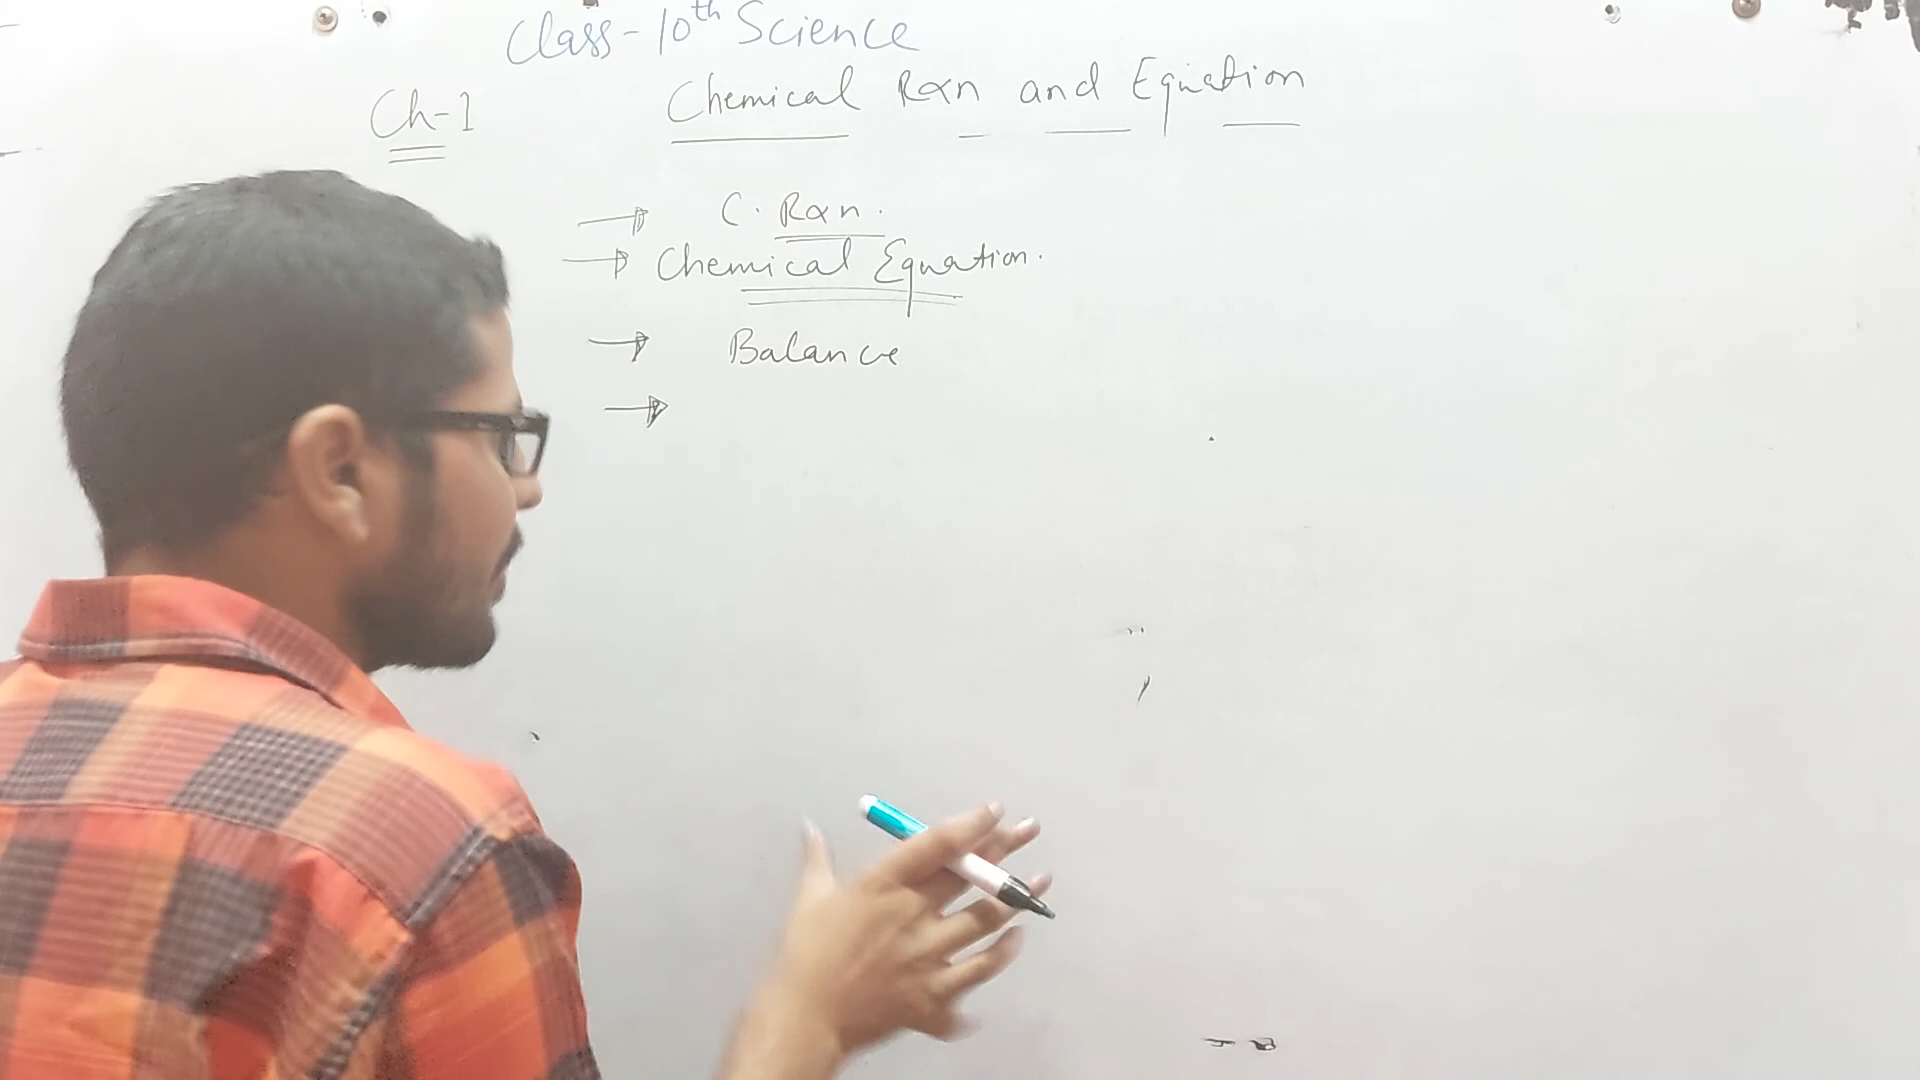 Class-10th Science
Ch-1 Chemical Rxn and Equation
C. Rxn.
Chemical Equation.
Balance